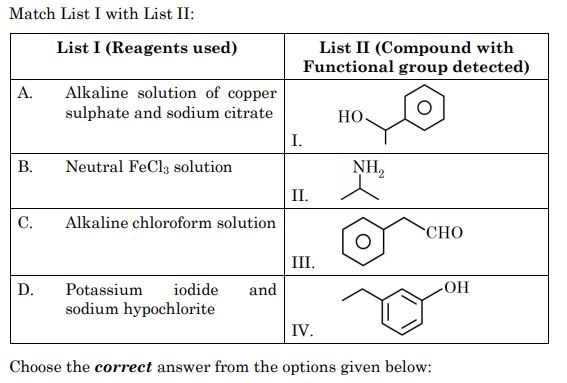 Match List I with List II:
List I (Reagents used)
List II (Compound with
Functional group detected)
A. Alkaline solution of copper
sulphate and sodium citrate
I.
HO
B. Neutral FeCl₃ solution
II.
NH₂
C. Alkaline chloroform solution
III.
CHO
D. Potassium iodide and
sodium hypochlorite
IV.
OH
Choose the correct answer from the options given below: